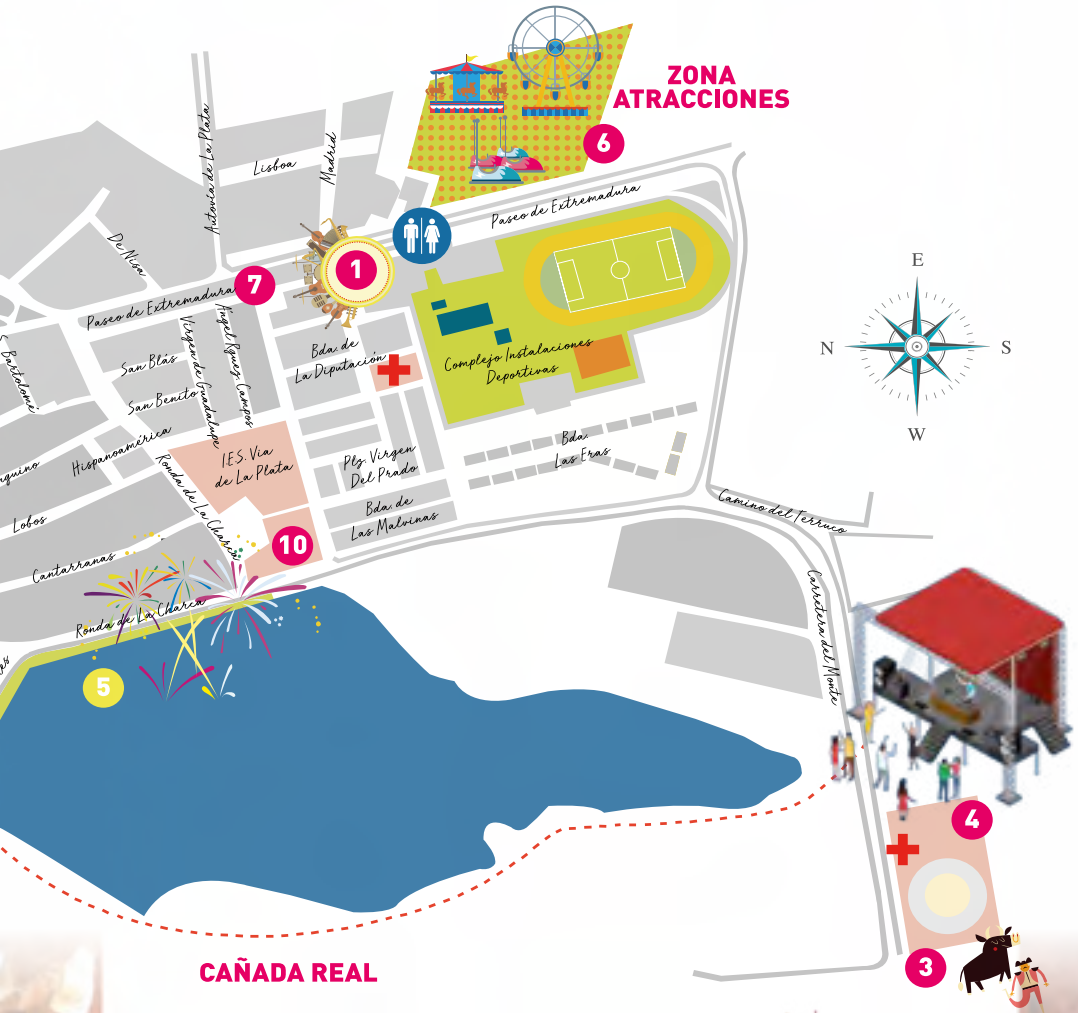 ZONA
ATRACCIONES
6
Autovía de La Plata
Lisboa
Madrid
Paseo de Extremadura
De Nisa
1
7
Paseo de Extremadura
E
N
S
W
Virgen de Guadalupe
Ángel Rguez. Campos
San Blás
San Benito
Bda. de
La Diputación
Complejo Instalaciones
Deportivas
S. Bartolomé
Hispanoamérica
I.E.S. Via
de La Plata
Plz. Virgen
Del Prado
Bda.
Las Eras
Ronda de La Charca
Lobos
Bda. de
Las Malvinas
Camino del Terruco
10
Cantarranas
Ronda de La Charca
Carretera del Monte
5
4
3
CAÑADA REAL